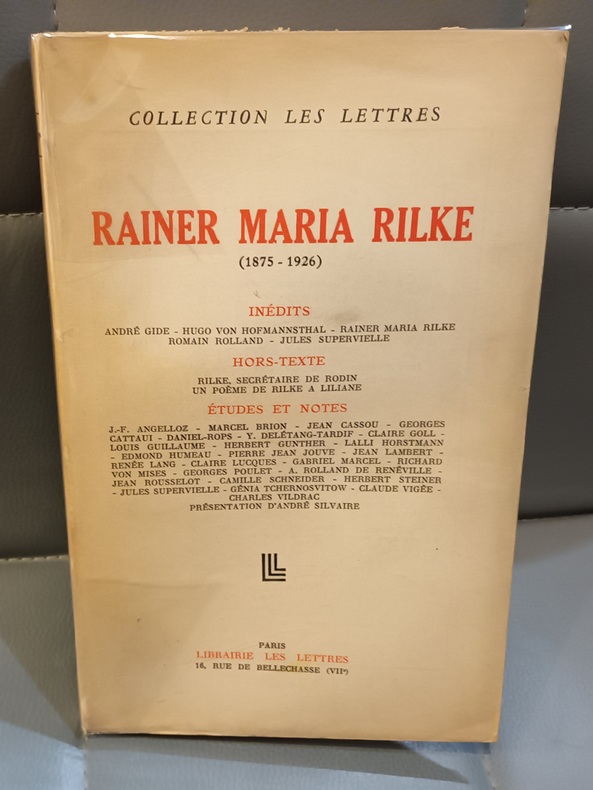 COLLECTION LES LETTRES
RAINER MARIA RILKE
(1875 - 1926)
INÉDITS
ANDRÉ GIDE - HUGO VON HOFMANNSTHAL - RAINER MARIA RILKE
ROMAIN ROLLAND - JULES SUPERVIELLE
HORS-TEXTE
RILKE, SECRÉTAIRE DE RODIN
UN POÈME DE RILKE A LILIANE
ÉTUDES ET NOTES
J.-F. ANGELLOZ - MARCEL BRION - JEAN CASSOU - GEORGES
CATTAUI - DANIEL-ROPS - Y. DELÉTANG-TARDIF - CLAIRE GOLL -
LOUIS GUILLAUME - HERBERT GUNTHER - LALLI HORSTMANN
- EDMOND HUMEAU - PIERRE JEAN JOUVE - JEAN LAMBERT -
RENÉE LANG - CLAIRE LUCQUES - GABRIEL MARCEL - RICHARD
VON MISES - GEORGES POULET - A. ROLLAND DE RENÉVILLE -
JEAN ROUSSELOT - CAMILLE SCHNEIDER - HERBERT STEINER
- JULES SUPERVIELLE - GÉNIA TCHERNOSVITOW - CLAUDE VIGÉE -
CHARLES VILDRAC
PRÉSENTATION D'ANDRÉ SILVAIRE
LLL
PARIS
LIBRAIRIE LES LETTRES
16, RUE DE BELLECHASSE (VIIe)